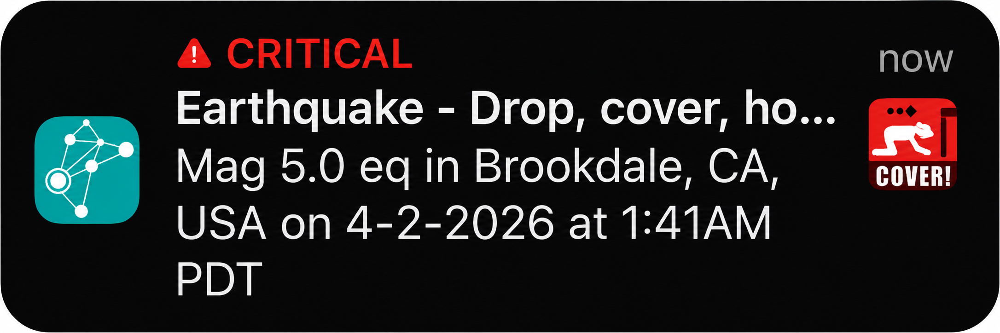 CRITICAL
now
Earthquake - Drop, cover, ho...
Mag 5.0 eq in Brookdale, CA,
USA on 4-2-2026 at 1:41AM
PDT
COVER!